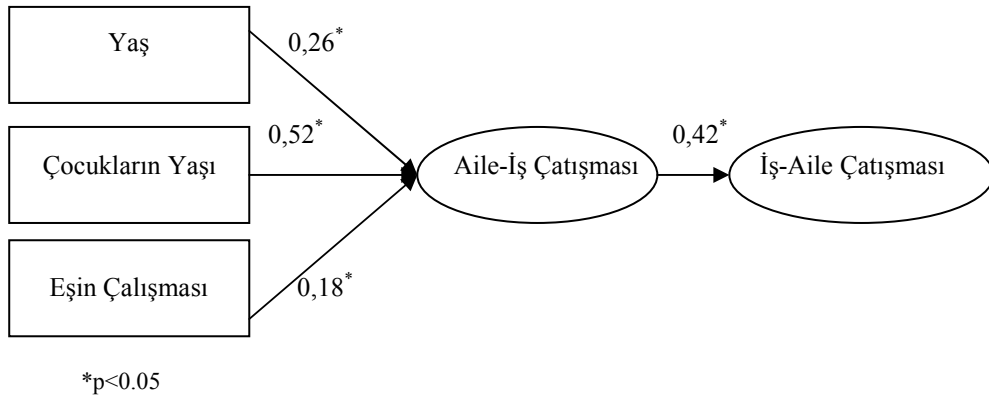 Yaş
0,26*
Çocukların Yaşı
0,52*
Aile-İş Çatışması
0,42*
İş-Aile Çatışması
Eşin Çalışması
0,18*
*p<0.05